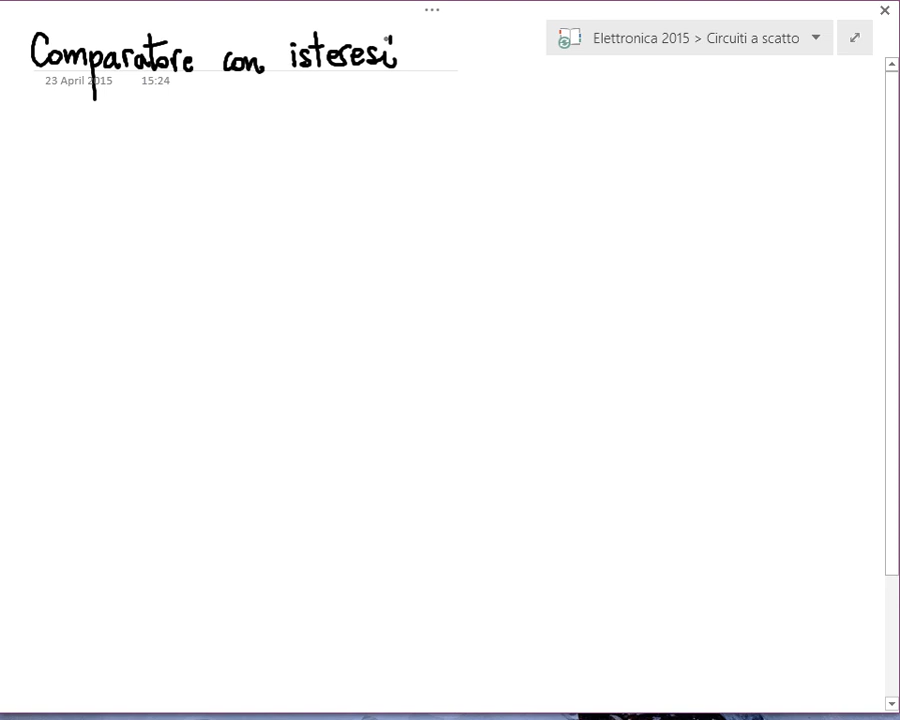 Comparatore con isteresi
Elettronica 2015 > Circuiti a scatto
23 April 2015 15:24